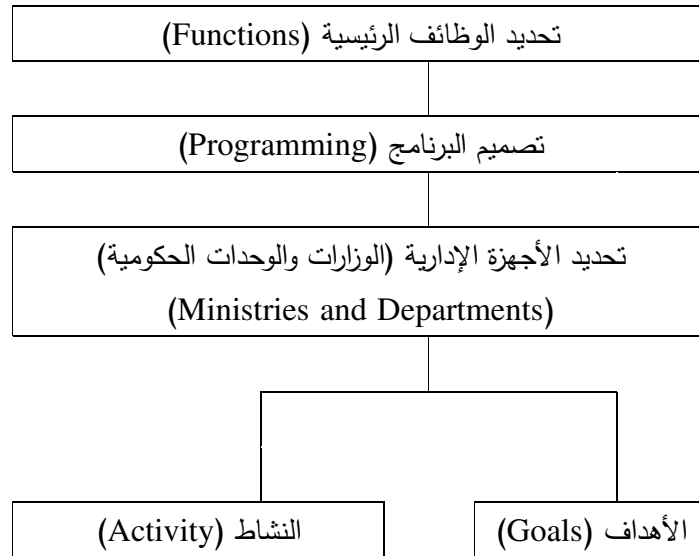 تحديد الوظائف الرئيسية (Functions)
تصميم البرنامج (Programming)
تحديد الأجهزة الإدارية (الوزارات والوحدات الحكومية)
(Ministries and Departments)
الأهداف (Goals)
النشاط (Activity)